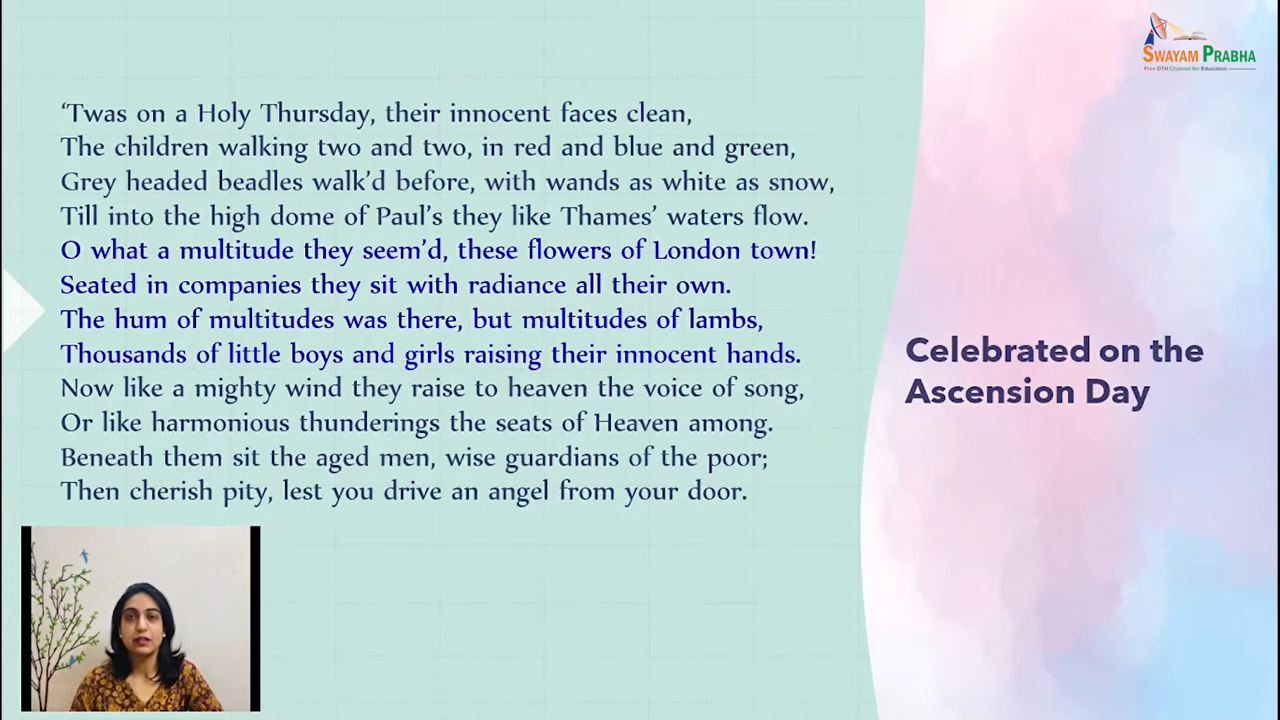 SWAYAM PRABHA
Free DTH Channel for Education
‘Twas on a Holy Thursday, their innocent faces clean,
The children walking two and two, in red and blue and green,
Grey headed beadles walk’d before, with wands as white as snow,
Till into the high dome of Paul’s they like Thames’ waters flow.
O what a multitude they seem’d, these flowers of London town!
Seated in companies they sit with radiance all their own.
The hum of multitudes was there, but multitudes of lambs,
Thousands of little boys and girls raising their innocent hands.
Now like a mighty wind they raise to heaven the voice of song,
Or like harmonious thunderings the seats of Heaven among.
Beneath them sit the aged men, wise guardians of the poor;
Then cherish pity, lest you drive an angel from your door.
Celebrated on the
Ascension Day